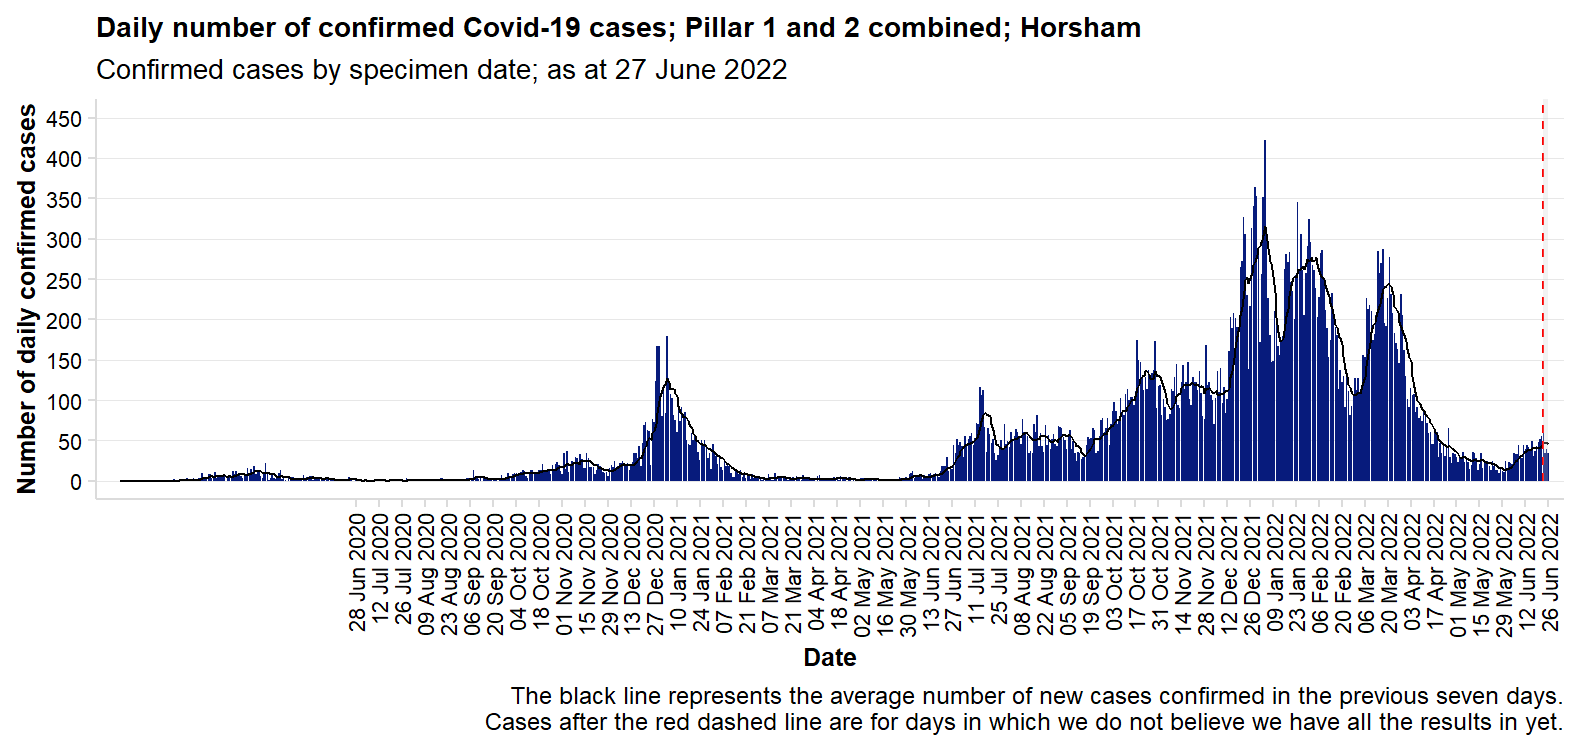 Daily number of confirmed Covid-19 cases; Pillar 1 and 2 combined; Horsham
Confirmed cases by specimen date; as at 27 June 2022
Number of daily confirmed cases
450
400
350
300
250
200
150
100
50
0
28 Jun 2020
12 Jul 2020
26 Jul 2020
09 Aug 2020
23 Aug 2020
06 Sep 2020
20 Sep 2020
04 Oct 2020
18 Oct 2020
01 Nov 2020
15 Nov 2020
29 Nov 2020
13 Dec 2020
27 Dec 2020
10 Jan 2021
24 Jan 2021
07 Feb 2021
21 Feb 2021
07 Mar 2021
21 Mar 2021
04 Apr 2021
18 Apr 2021
02 May 2021
16 May 2021
30 May 2021
13 Jun 2021
27 Jun 2021
11 Jul 2021
25 Jul 2021
08 Aug 2021
22 Aug 2021
05 Sep 2021
19 Sep 2021
03 Oct 2021
17 Oct 2021
31 Oct 2021
14 Nov 2021
28 Nov 2021
12 Dec 2021
26 Dec 2021
09 Jan 2022
23 Jan 2022
06 Feb 2022
20 Feb 2022
06 Mar 2022
20 Mar 2022
03 Apr 2022
17 Apr 2022
01 May 2022
15 May 2022
29 May 2022
12 Jun 2022
26 Jun 2022
Date
The black line represents the average number of new cases confirmed in the previous seven days.
Cases after the red dashed line are for days in which we do not believe we have all the results in yet.